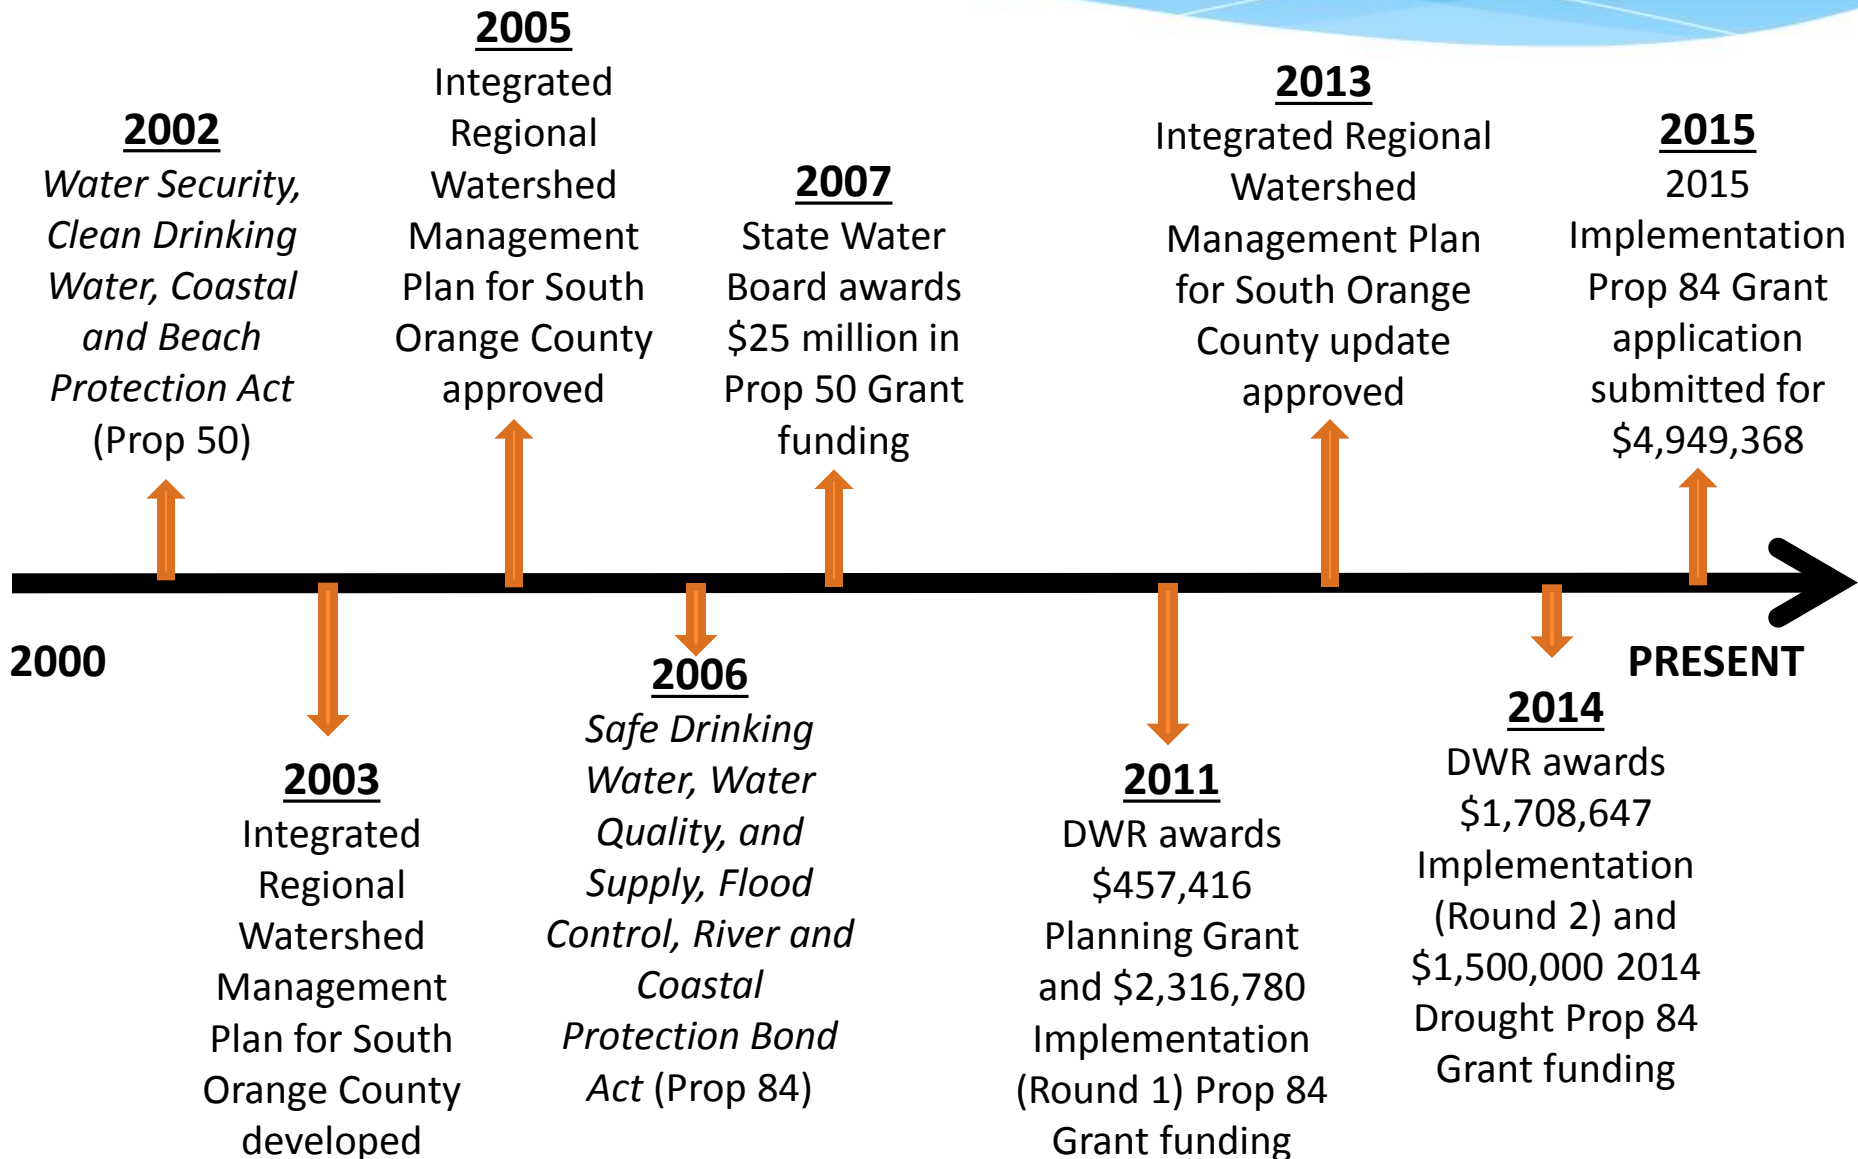 2002
Water Security,
Clean Drinking
Water, Coastal
and Beach
Protection Act
(Prop 50)
2005
Integrated
Regional
Watershed
Management
Plan for South
Orange County
approved
2007
State Water
Board awards
$25 million in
Prop 50 Grant
funding
2013
Integrated Regional
Watershed
Management Plan
for South Orange
County update
approved
2015
2015
Implementation
Prop 84 Grant
application
submitted for
$4,949,368
2000
PRESENT
2003
Integrated
Regional
Watershed
Management
Plan for South
Orange County
developed
2006
Safe Drinking
Water, Water
Quality, and
Supply, Flood
Control, River and
Coastal
Protection Bond
Act (Prop 84)
2011
DWR awards
$457,416
Planning Grant
and $2,316,780
Implementation
(Round 1) Prop 84
Grant funding
2014
DWR awards
$1,708,647
Implementation
(Round 2) and
$1,500,000 2014
Drought Prop 84
Grant funding